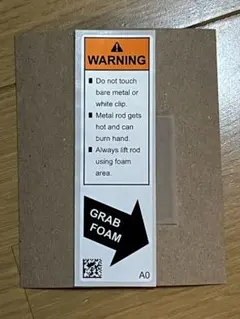 WARNING
Do not touch
bare metal or
white clip.
Metal rod gets
hot and can
burn hand.
Always lift rod
using foam
area.
GRAB
FOAM
A0